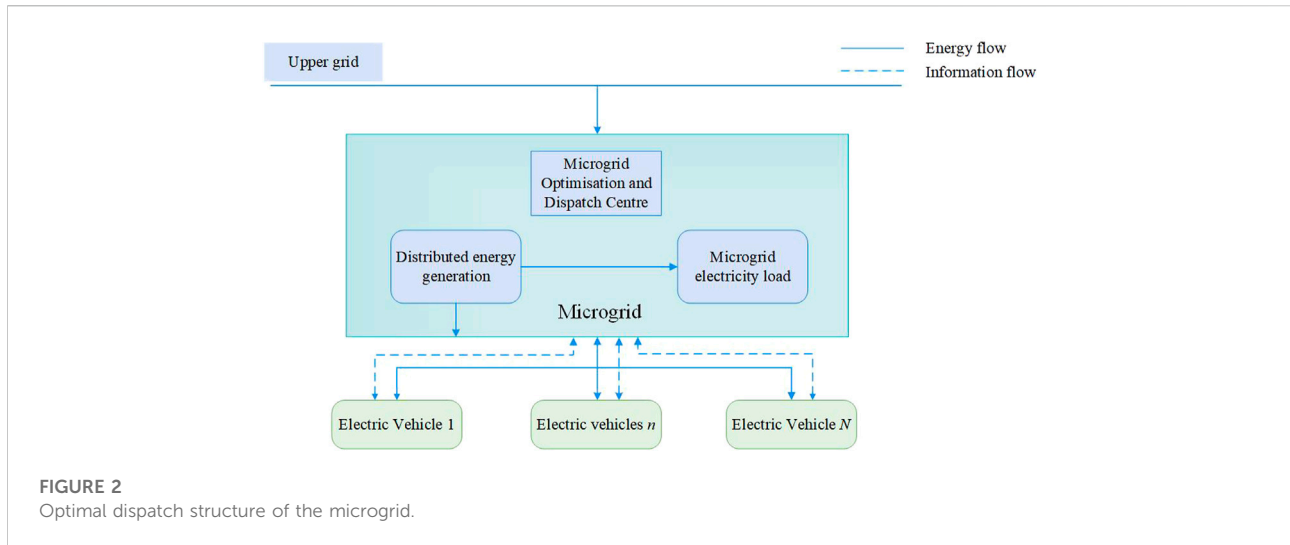 Upper grid
Energy flow
Information flow
Microgrid
Optimisation and
Dispatch Centre
Distributed energy
generation
Microgrid
electricity load
Microgrid
Electric Vehicle 1
Electric vehicles n
Electric Vehicle N
FIGURE 2
Optimal dispatch structure of the microgrid.